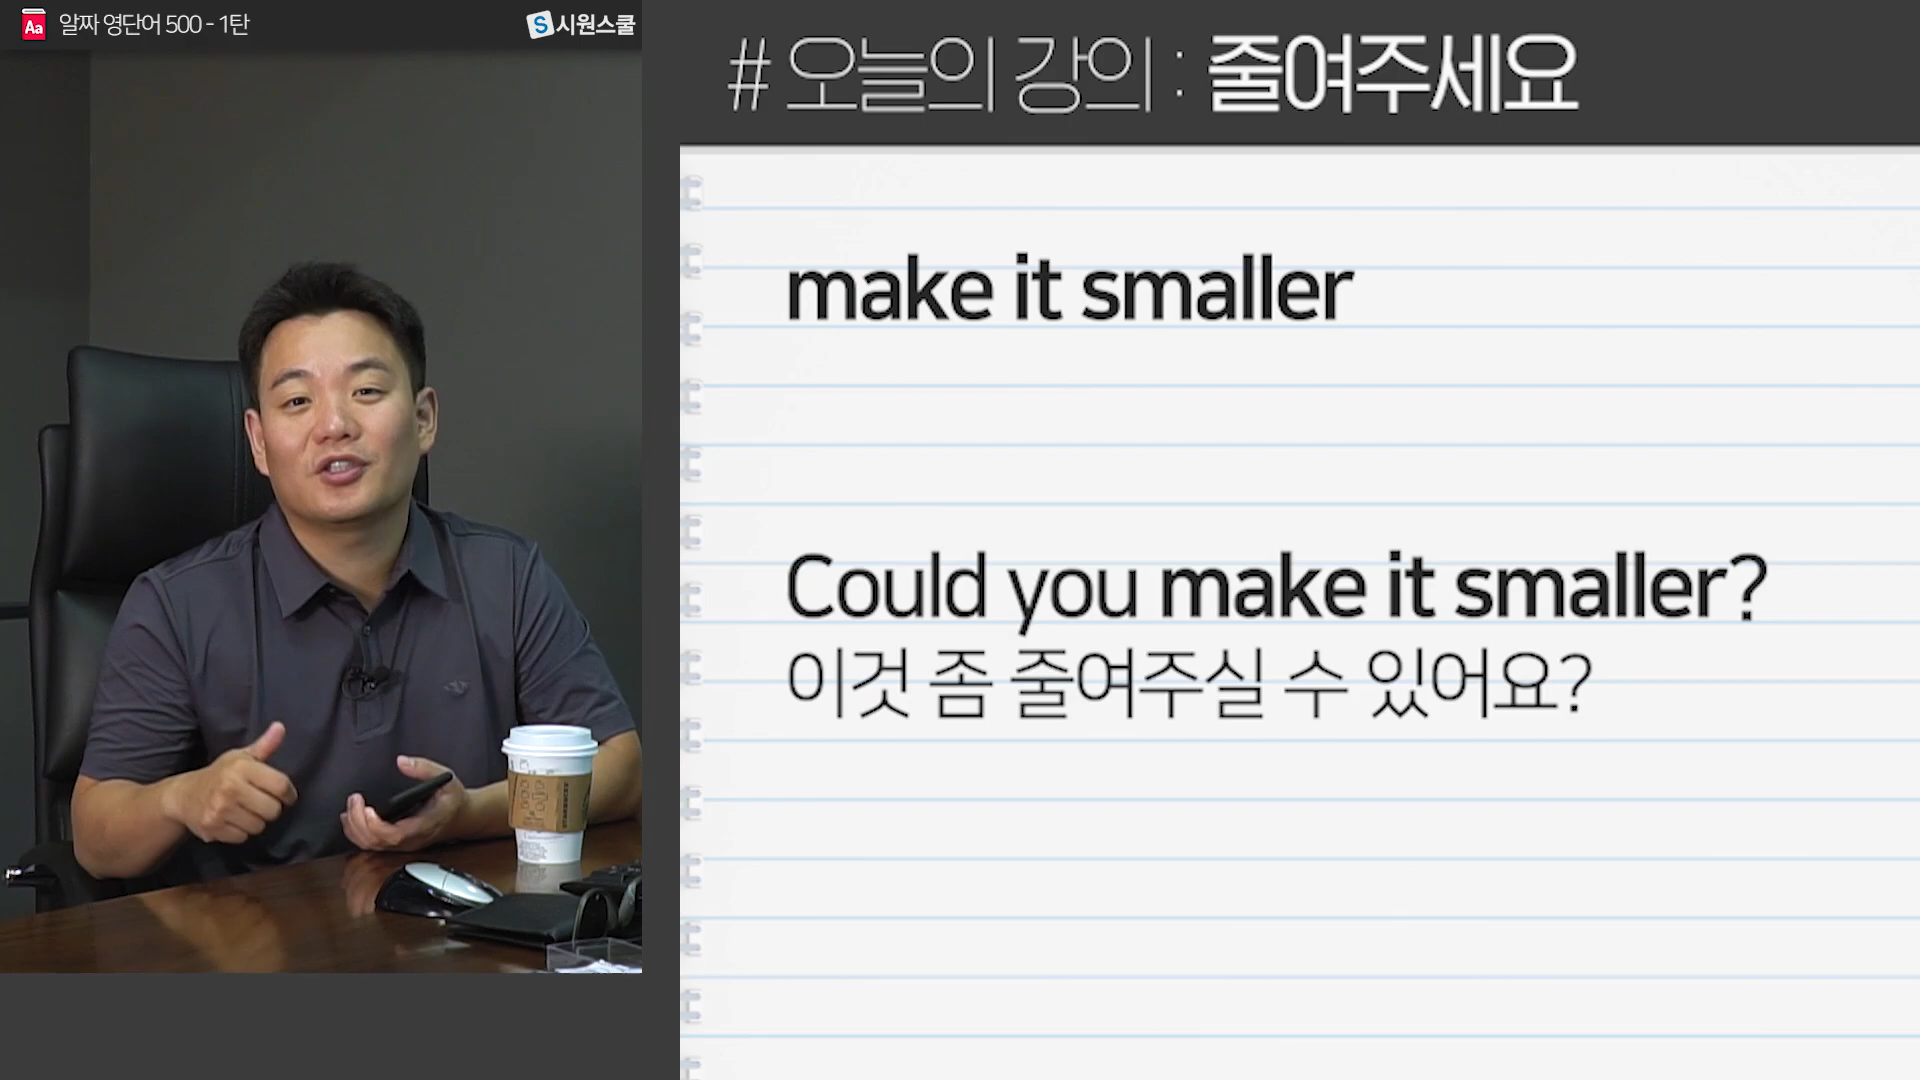 Aa 알짜 영단어 500 - 1탄
S 시원스쿨
# 오늘의 강의 : 줄여주세요
make it smaller
Could you make it smaller?
이것 좀 줄여주실 수 있어요?